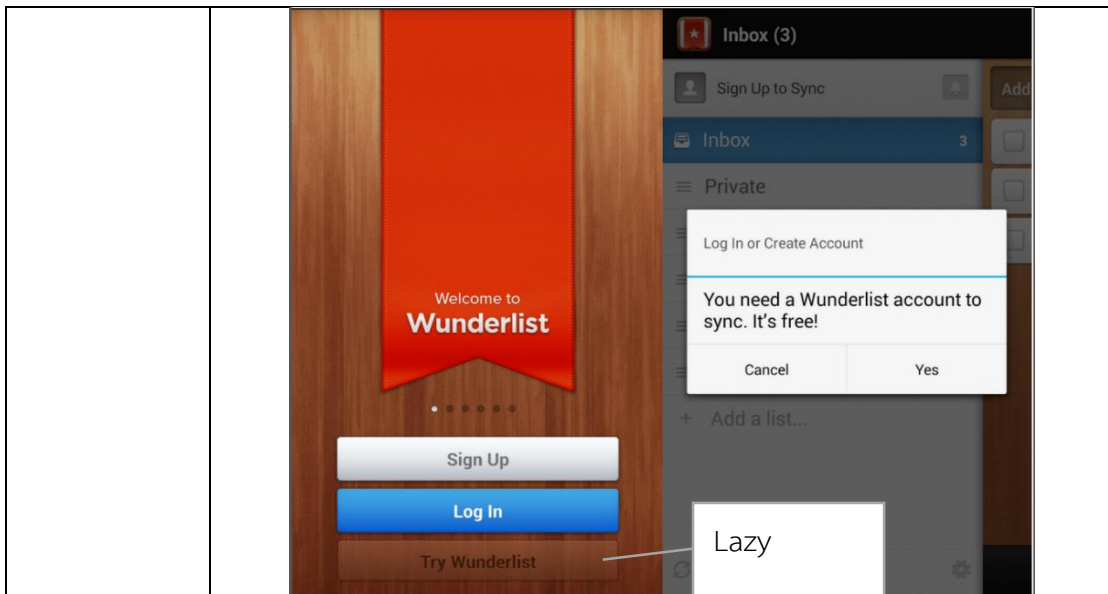 Welcome to
Wunderlist
Sign Up
Log In
Try Wunderlist
Inbox (3)
Sign Up to Sync
Add
Inbox 3
Private
Log In or Create Account
You need a Wunderlist account to
sync. It's free!
Cancel Yes
+ Add a list...
Lazy